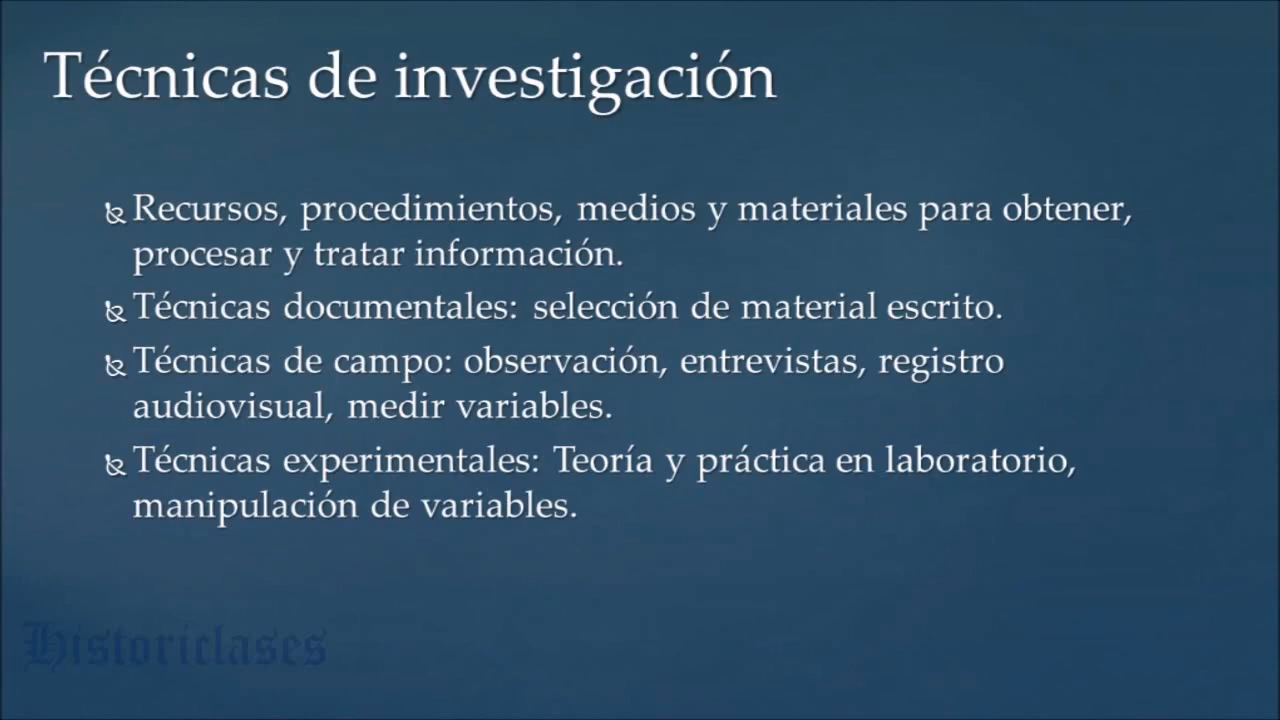 Técnicas de investigación
Recursos, procedimientos, medios y materiales para obtener,
procesar y tratar información.
Técnicas documentales: selección de material escrito.
Técnicas de campo: observación, entrevistas, registro
audiovisual, medir variables.
Técnicas experimentales: Teoría y práctica en laboratorio,
manipulación de variables.
Historiclases